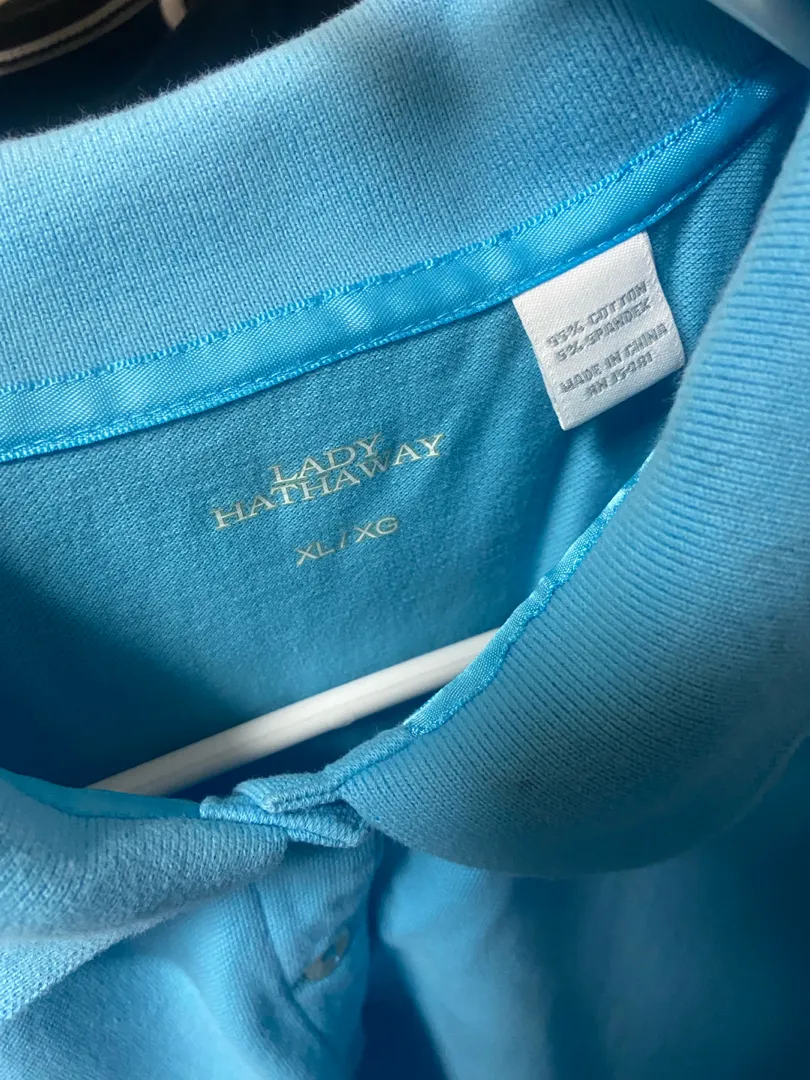 LADY
HATHAWAY
XL / XG
95% COTTON
5% SPANDEX
MADE IN CHINA